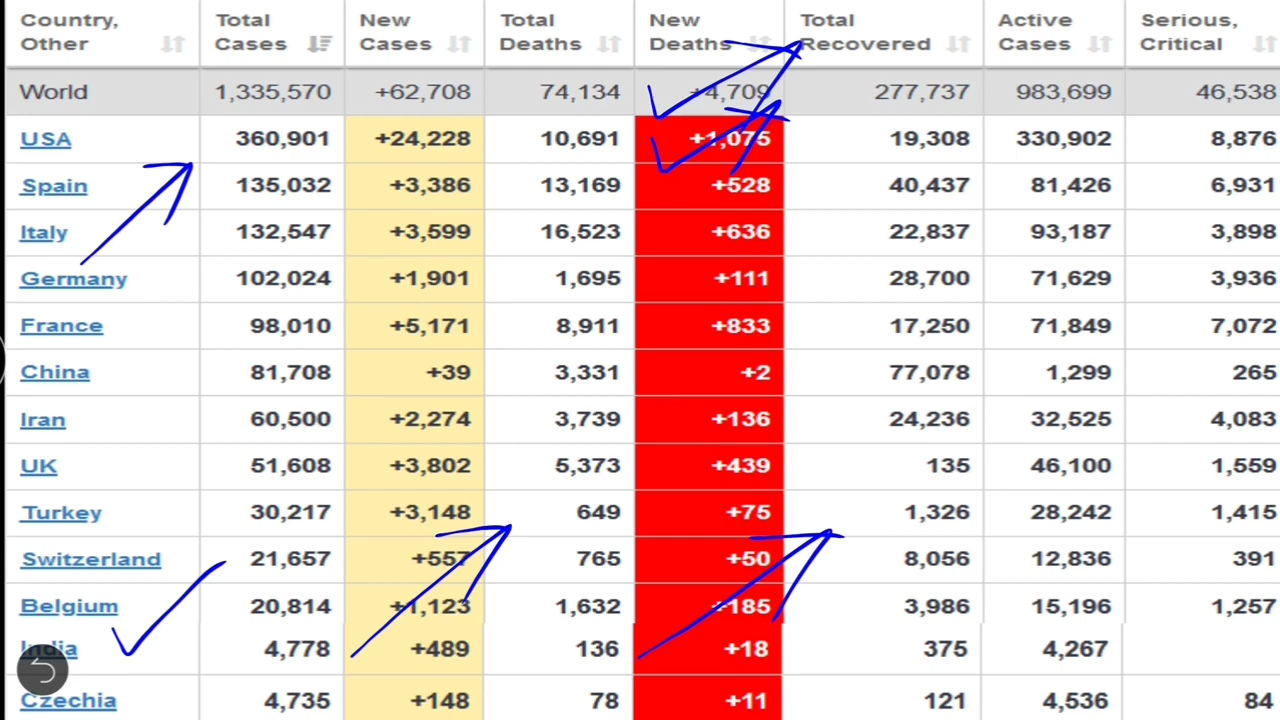 Country, Other Total Cases New Cases Total Deaths New Deaths Total Recovered Active Cases Serious, Critical
World 1,335,570 +62,708 74,134 +4,709 277,737 983,699 46,538
USA 360,901 +24,228 10,691 +1,075 19,308 330,902 8,876
Spain 135,032 +3,386 13,169 +528 40,437 81,426 6,931
Italy 132,547 +3,599 16,523 +636 22,837 93,187 3,898
Germany 102,024 +1,901 1,695 +111 28,700 71,629 3,936
France 98,010 +5,171 8,911 +833 17,250 71,849 7,072
China 81,708 +39 3,331 +2 77,078 1,299 265
Iran 60,500 +2,274 3,739 +136 24,236 32,525 4,083
UK 51,608 +3,802 5,373 +439 135 46,100 1,559
Turkey 30,217 +3,148 649 +75 1,326 28,242 1,415
Switzerland 21,657 +557 765 +50 8,056 12,836 391
Belgium 20,814 +1,123 1,632 +185 3,986 15,196 1,257
India 4,778 +489 136 +18 375 4,267
Czechia 4,735 +148 78 +11 121 4,536 84